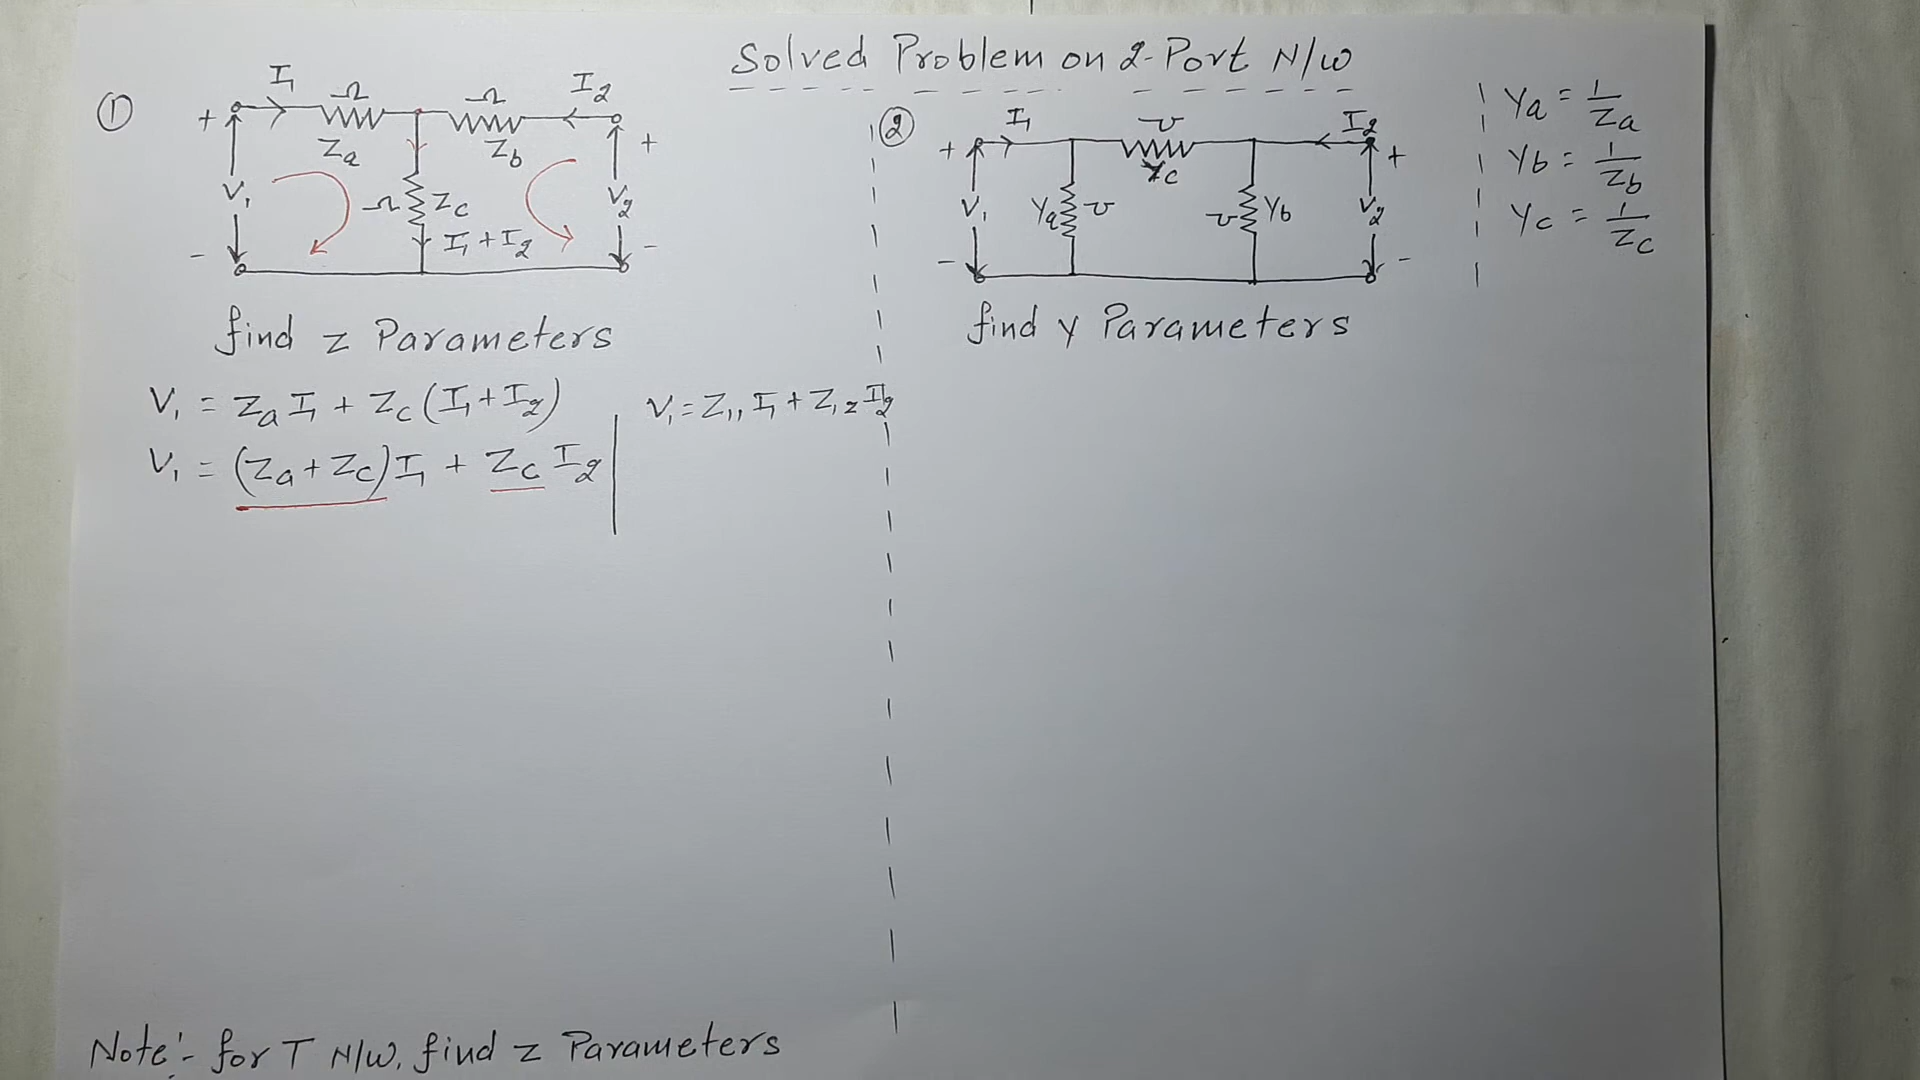 Solved Problem on 2-Port N/W
①
I₁ Ω Ω I₂
+ Za Zb +
V₁ Ω Zc V₂
- I₁+I₂ -
find z Parameters
V₁ = Za I₁ + Zc (I₁+I₂)
V₁ = (Za+Zc) I₁ + Zc I₂
V₁ = Z₁₁ I₁ + Z₁₂ I₂
②
I₁ ʊ I₂
+ Yc +
V₁ Ya ʊ ʊ Yb V₂
- -
find y Parameters
Ya = 1/Za
Yb = 1/Zb
Yc = 1/Zc
Note:- for T N/W, find z Parameters